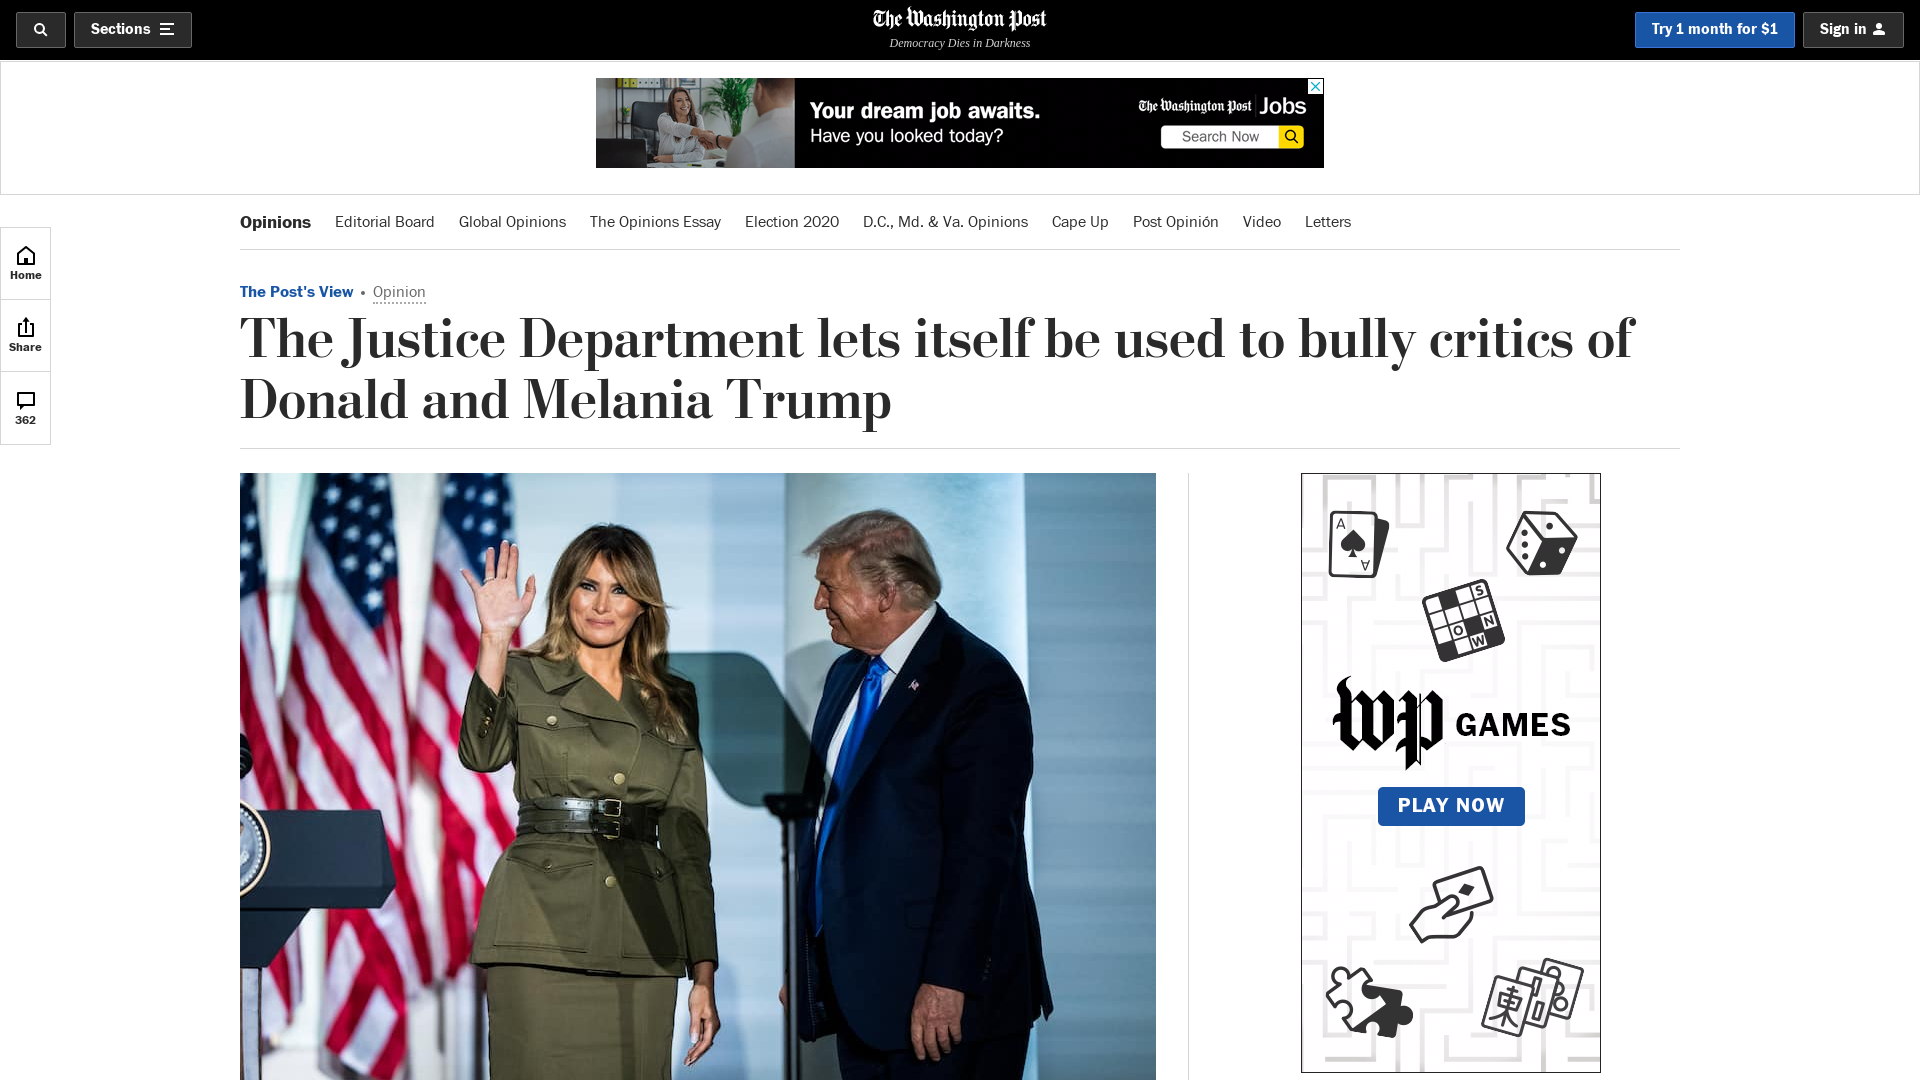 Sections
The Washington Post
Democracy Dies in Darkness
Try 1 month for $1
Sign in
Your dream job awaits.
Have you looked today?
The Washington Post Jobs
Search Now
Opinions
Editorial Board
Global Opinions
The Opinions Essay
Election 2020
D.C., Md. & Va. Opinions
Cape Up
Post Opinión
Video
Letters
Home
Share
362
The Post's View • Opinion
The Justice Department lets itself be used to bully critics of
Donald and Melania Trump
A
A
S
O N
W
wp GAMES
PLAY NOW
東